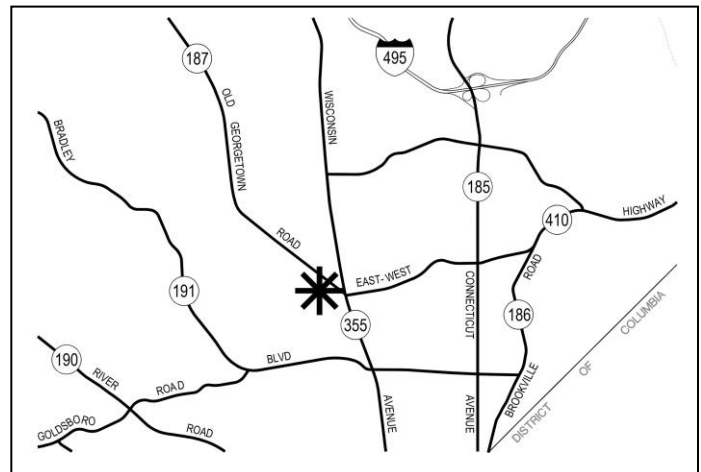 187
495
OLD
WISCONSIN
BRADLEY
GEORGETOWN
185
HIGHWAY
410
ROAD
EAST-WEST
ROAD
191
CONNECTICUT
186
COLUMBIA
355
190
BLVD
OF
RIVER
ROAD
BROOKVILLE
GOLDSBORO
ROAD
AVENUE
AVENUE
DISTRICT